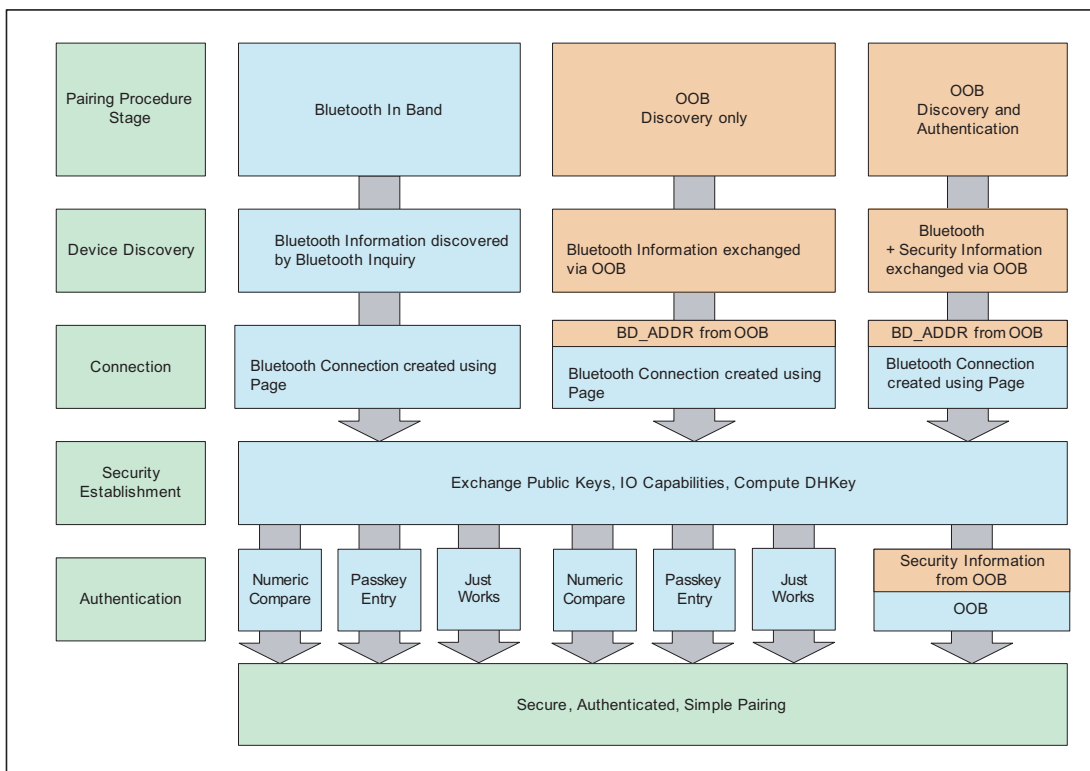 Pairing Procedure
Stage
Bluetooth In Band
OOB
Discovery only
OOB
Discovery and
Authentication
Device Discovery
Bluetooth Information discovered
by Bluetooth Inquiry
Bluetooth Information exchanged
via OOB
Bluetooth
+ Security Information
exchanged via OOB
Connection
Bluetooth Connection created using
Page
BD_ADDR from OOB
Bluetooth Connection created using
Page
BD_ADDR from OOB
Bluetooth Connection
created using Page
Security
Establishment
Exchange Public Keys, IO Capabilities, Compute DHKey
Authentication
Numeric
Compare
Passkey
Entry
Just
Works
Numeric
Compare
Passkey
Entry
Just
Works
Security Information
from OOB
OOB
Secure, Authenticated, Simple Pairing